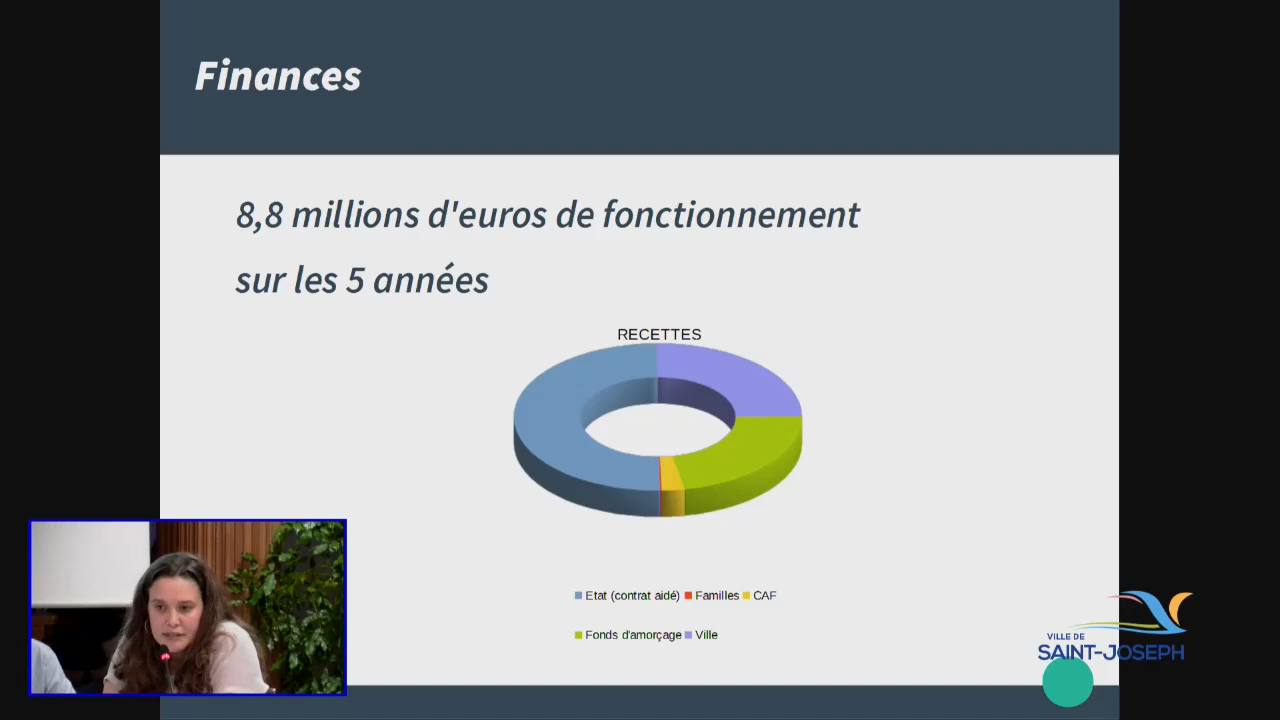 Finances
8,8 millions d'euros de fonctionnement
sur les 5 années
RECETTES
Etat (contrat aidé) Familles CAF
Fonds d'amorçage Ville
VILLE DE
SAINT-JOSEPH